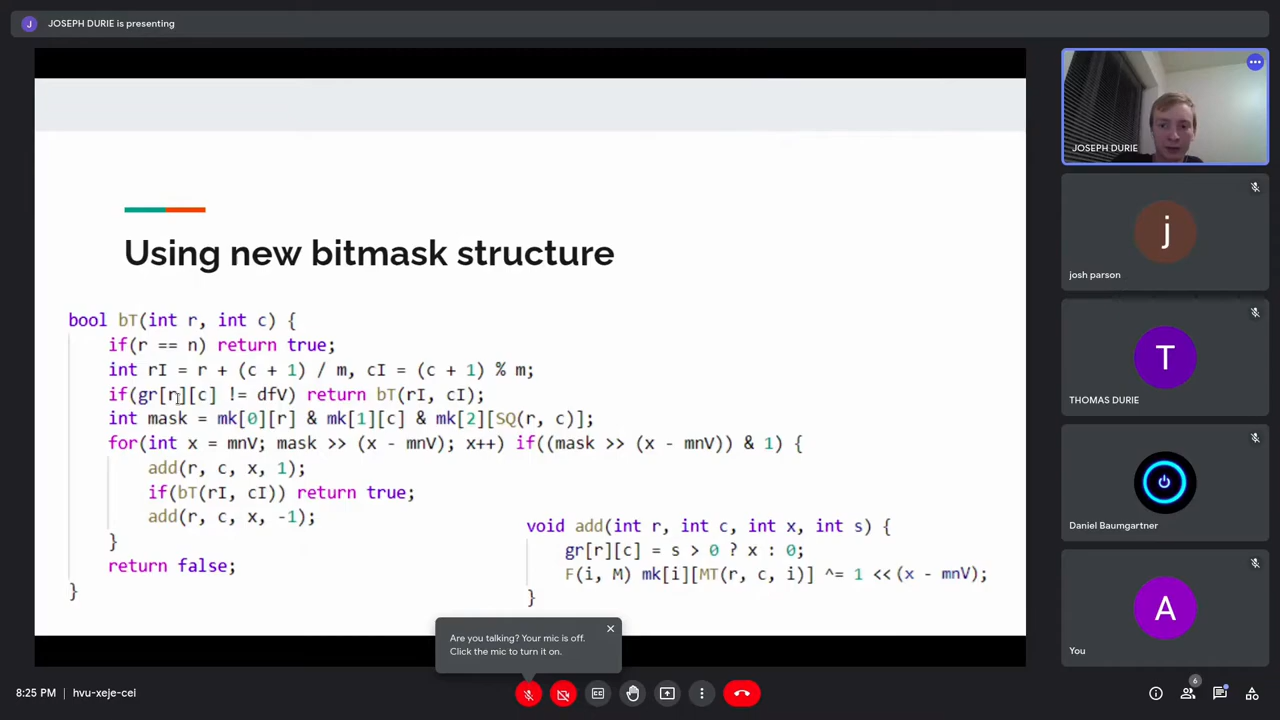 J JOSEPH DURIE is presenting
Using new bitmask structure
bool bT(int r, int c) {
if(r == n) return true;
int rI = r + (c + 1) / m, cI = (c + 1) % m;
if(gr[r][c] != dfV) return bT(rI, cI);
int mask = mk[0][r] & mk[1][c] & mk[2][SQ(r, c)];
for(int x = mnV; mask >> (x - mnV); x++) if((mask >> (x - mnV)) & 1) {
add(r, c, x, 1);
if(bT(rI, cI)) return true;
add(r, c, x, -1);
}
return false;
}
void add(int r, int c, int x, int s) {
gr[r][c] = s > 0 ? x : 0;
F(i, M) mk[i][MT(r, c, i)] ^= 1 << (x - mnV);
}
JOSEPH DURIE
j
josh parson
T
THOMAS DURIE
Daniel Baumgartner
A
You
Are you talking? Your mic is off.
Click the mic to turn it on.
8:25 PM | hvu-xeje-cei
CC
6